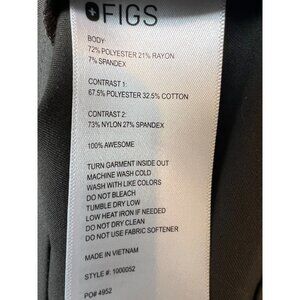 FIGS
BODY:
72% POLYESTER 21% RAYON
7% SPANDEX
CONTRAST 1:
67.5% POLYESTER 32.5% COTTON
CONTRAST 2:
73% NYLON 27% SPANDEX
100% AWESOME
TURN GARMENT INSIDE OUT
MACHINE WASH COLD
WASH WITH LIKE COLORS
DO NOT BLEACH
TUMBLE DRY LOW
LOW HEAT IRON IF NEEDED
DO NOT DRY CLEAN
DO NOT USE FABRIC SOFTENER
MADE IN VIETNAM
STYLE #: 1000052
PO# 4952